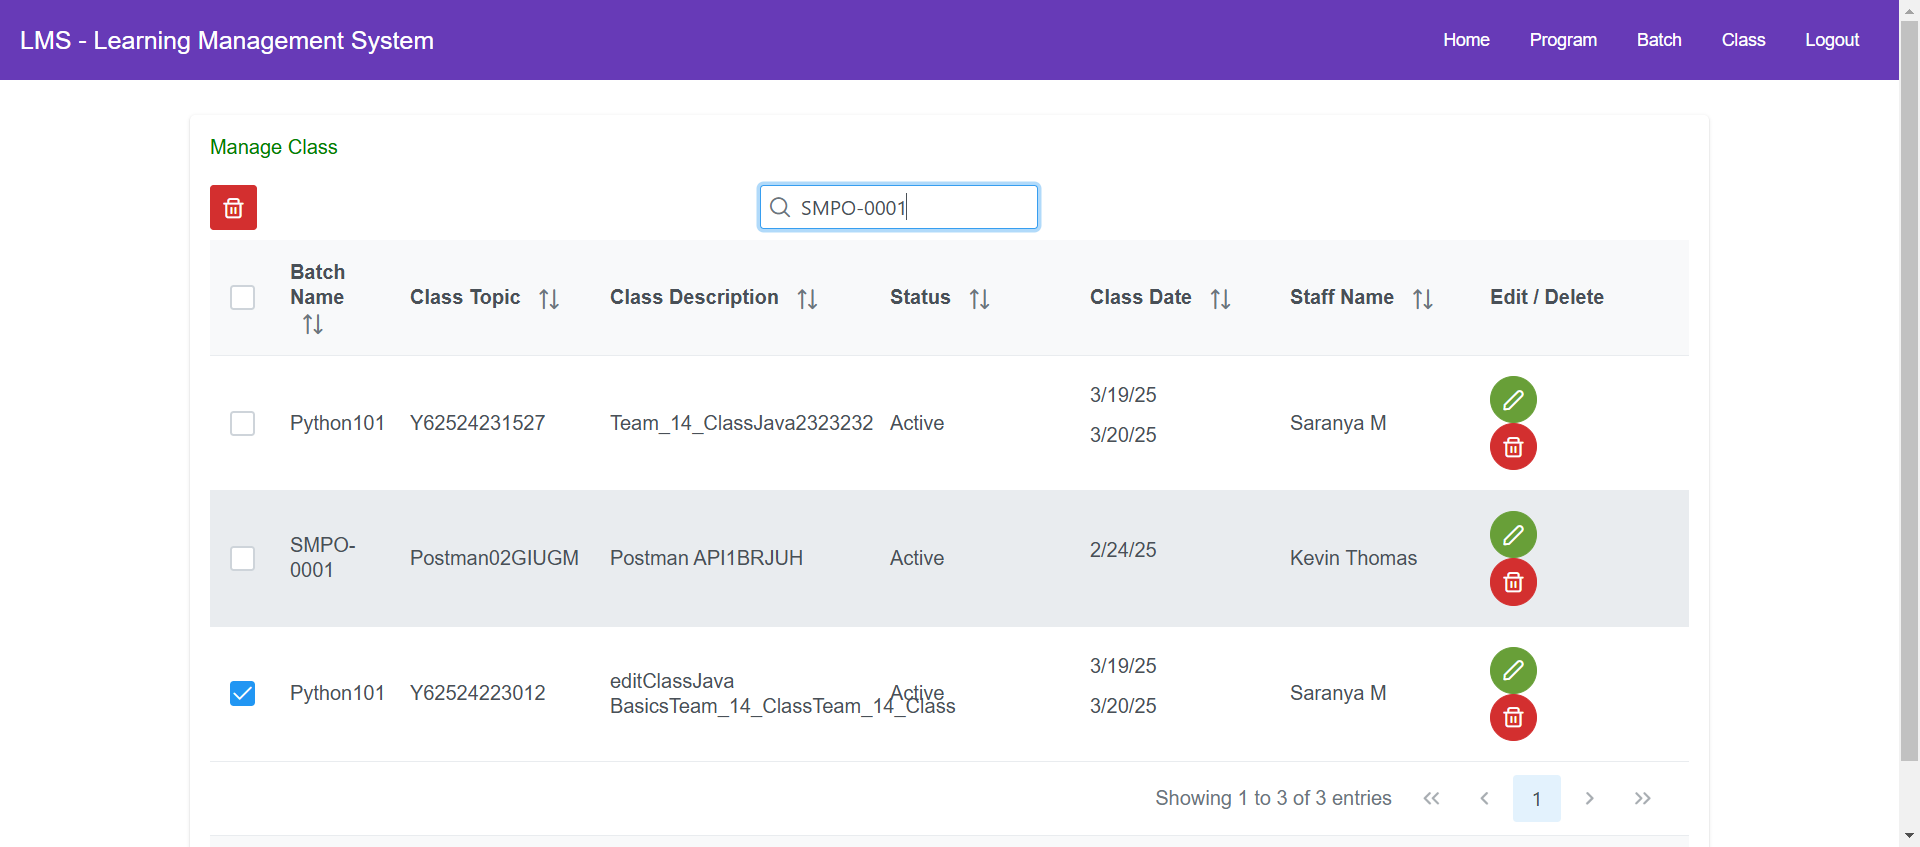 LMS - Learning Management System
Home Program Batch Class Logout
Manage Class
SMPO-0001
Batch Name Class Topic Class Description Status Class Date Staff Name Edit / Delete
Python101 Y62524231527 Team_14_ClassJava2323232 Active 3/19/25 3/20/25 Saranya M
SMPO-0001 Postman02GIUGM Postman API1BRJUH Active 2/24/25 Kevin Thomas
Python101 Y62524223012 editClassJava BasicsTeam_14_ClassTeam_14_Class Active 3/19/25 3/20/25 Saranya M
Showing 1 to 3 of 3 entries 1